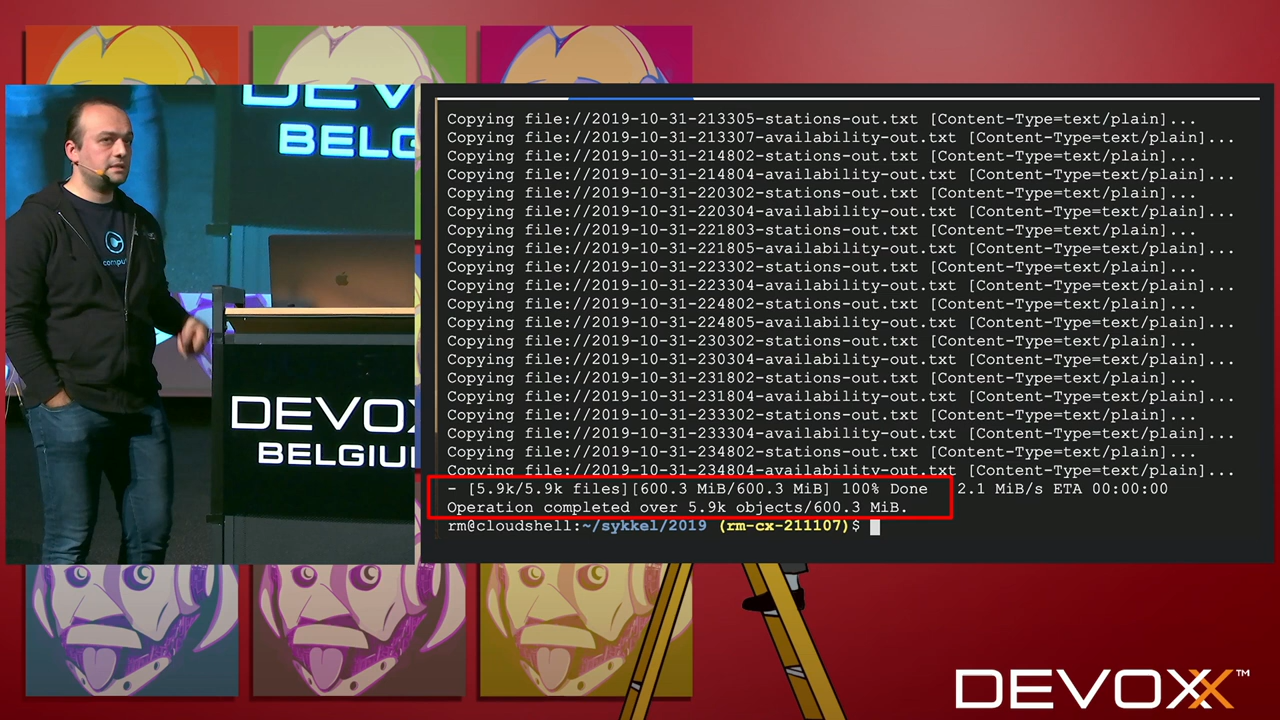 DEVOX
BELG
compu
DEVOX
BELGIUM
Copying file://2019-10-31-213305-stations-out.txt [Content-Type=text/plain]...
Copying file://2019-10-31-213307-availability-out.txt [Content-Type=text/plain]...
Copying file://2019-10-31-214802-stations-out.txt [Content-Type=text/plain]...
Copying file://2019-10-31-214804-availability-out.txt [Content-Type=text/plain]...
Copying file://2019-10-31-220302-stations-out.txt [Content-Type=text/plain]...
Copying file://2019-10-31-220304-availability-out.txt [Content-Type=text/plain]...
Copying file://2019-10-31-221803-stations-out.txt [Content-Type=text/plain]...
Copying file://2019-10-31-221805-availability-out.txt [Content-Type=text/plain]...
Copying file://2019-10-31-223302-stations-out.txt [Content-Type=text/plain]...
Copying file://2019-10-31-223304-availability-out.txt [Content-Type=text/plain]...
Copying file://2019-10-31-224802-stations-out.txt [Content-Type=text/plain]...
Copying file://2019-10-31-224805-availability-out.txt [Content-Type=text/plain]...
Copying file://2019-10-31-230302-stations-out.txt [Content-Type=text/plain]...
Copying file://2019-10-31-230304-availability-out.txt [Content-Type=text/plain]...
Copying file://2019-10-31-231802-stations-out.txt [Content-Type=text/plain]...
Copying file://2019-10-31-231804-availability-out.txt [Content-Type=text/plain]...
Copying file://2019-10-31-233302-stations-out.txt [Content-Type=text/plain]...
Copying file://2019-10-31-233304-availability-out.txt [Content-Type=text/plain]...
Copying file://2019-10-31-234802-stations-out.txt [Content-Type=text/plain]...
Copying file://2019-10-31-234804-availability-out.txt [Content-Type=text/plain]...
- [5.9k/5.9k files][600.3 MiB/600.3 MiB] 100% Done 2.1 MiB/s ETA 00:00:00
Operation completed over 5.9k objects/600.3 MiB.
rm@cloudshell:~/sykkel/2019 (rm-cx-211107)$
DEVOXX™